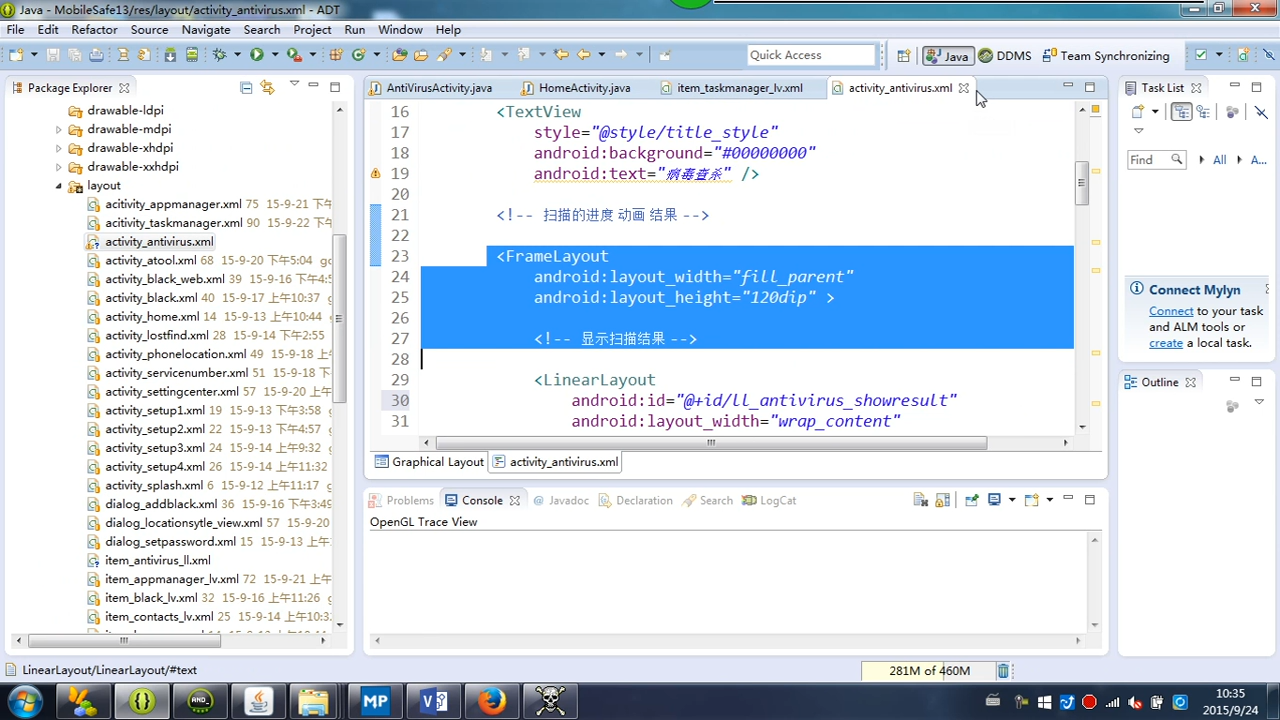 Java - MobileSafe13/res/layout/activity_antivirus.xml - ADT
File Edit Refactor Source Navigate Search Project Run Android Window Help
Quick Access
Java
DDMS
Team Synchronizing
Package Explorer
drawable-ldpi
drawable-mdpi
drawable-xhdpi
drawable-xxhdpi
layout
acitivity_appmanager.xml 75 15-9-21 下午
acitivity_taskmanager.xml 90 15-9-22 下午
activity_antivirus.xml
activity_atool.xml 68 15-9-20 下午5:04
activity_black_web.xml 39 15-9-16 下午4:5
activity_black.xml 40 15-9-16 上午10:37
activity_home.xml 14 15-9-13 上午10:44
activity_lostfind.xml 28 15-9-14 下午2:55
activity_phonelocation.xml 49 15-9-18 上
activity_servicenumber.xml 51 15-9-18 下
activity_settingcenter.xml 57 15-9-20
activity_setup1.xml 19 15-9-13 下午3:58
activity_setup2.xml 22 15-9-13 下午4:57
activity_setup3.xml 24 15-9-14 上午9:32
activity_setup4.xml 26 15-9-14 上午11:32
activity_splash.xml 6 15-9-12 上午11:17
dialog_addblack.xml 36 15-9-16 下午3:49
dialog_locationsytle_view.xml 57 15-9-20
dialog_setpassword.xml 15 15-9-13 上午
item_antivirus_ll.xml
item_appmanager_lv.xml 72 15-9-21 上
item_black_lv.xml 32 15-9-16 上午11:26
item_contacts_lv.xml 25 15-9-14 上午10:3
AntiVirusActivity.java
HomeActivity.java
item_taskmanager_lv.xml
activity_antivirus.xml
16 <TextView
17 style="@style/title_style"
18 android:background="#00000000"
19 android:text="病毒查杀" />
20
21 <!-- 扫描的进度 动画 结果 -->
22
23 <FrameLayout
24 android:layout_width="fill_parent"
25 android:layout_height="120dip" >
26
27 <!-- 显示扫描结果 -->
28
29 <LinearLayout
30 android:id="@+id/ll_antivirus_showresult"
31 android:layout_width="wrap_content"
Graphical Layout
activity_antivirus.xml
Problems
Console
Javadoc
Declaration
Search
LogCat
OpenGL Trace View
Task List
Find
All
A...
Connect Mylyn
Connect to your task
and ALM tools or
create a local task.
Outline
LinearLayout/LinearLayout/#text
281M of 460M
10:35
2015/9/24